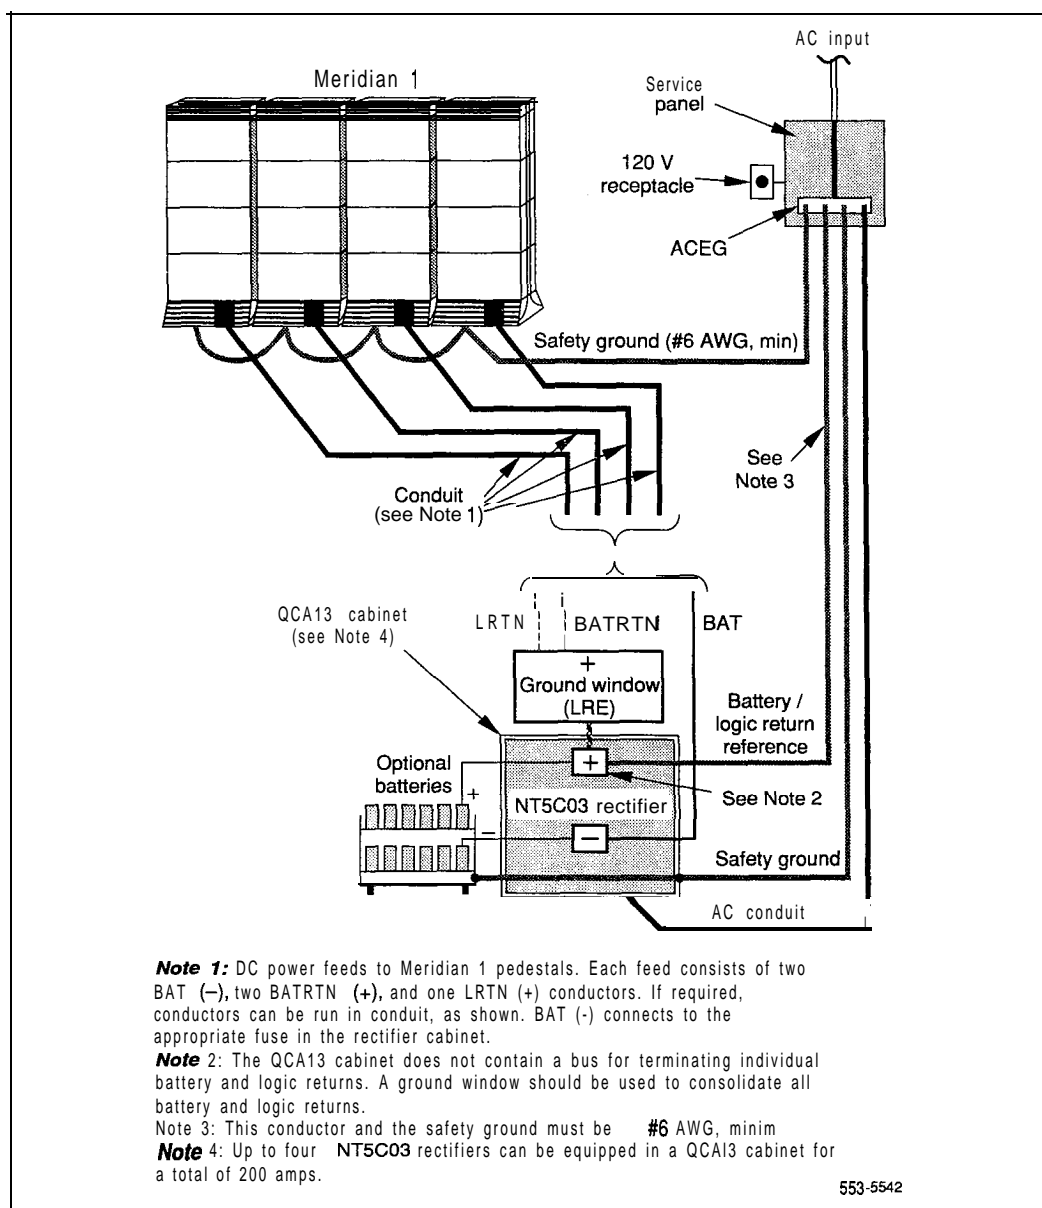 AC input
Meridian 1
Service
panel
120 V
receptacle
ACEG
Safety ground (#6 AWG, min)
See
Note 3
Conduit
(see Note 1)
QCA13 cabinet
(see Note 4)
LRTN
BATRTN
BAT
+
Ground window
(LRE)
Battery /
logic return
reference
Optional
batteries
+
+
See Note 2
NT5C03 rectifier
–
–
Safety ground
AC conduit
Note 1: DC power feeds to Meridian 1 pedestals. Each feed consists of two
BAT (–), two BATRTN (+), and one LRTN (+) conductors. If required,
conductors can be run in conduit, as shown. BAT (-) connects to the
appropriate fuse in the rectifier cabinet.
Note 2: The QCA13 cabinet does not contain a bus for terminating individual
battery and logic returns. A ground window should be used to consolidate all
battery and logic returns.
Note 3: This conductor and the safety ground must be #6 AWG, minim
Note 4: Up to four NT5C03 rectifiers can be equipped in a QCAI3 cabinet for
a total of 200 amps.
553-5542